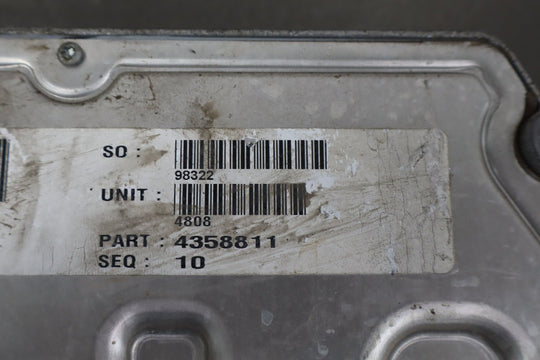 SO :
98322
UNIT :
4808
PART : 4358811
SEQ : 10